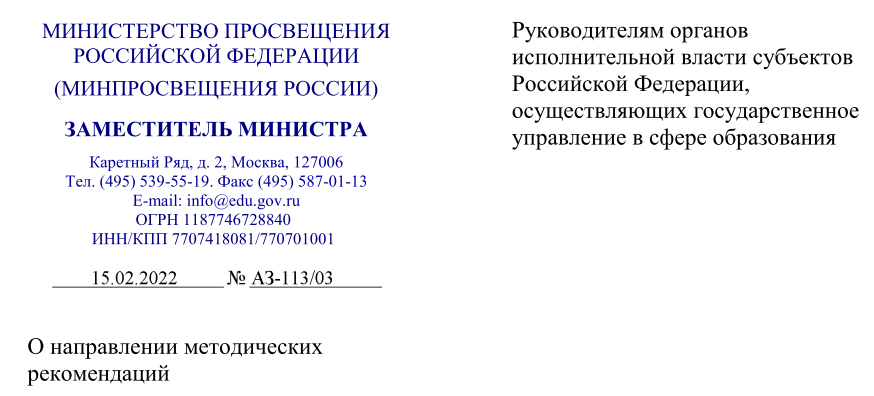 МИНИСТЕРСТВО ПРОСВЕЩЕНИЯ
РОССИЙСКОЙ ФЕДЕРАЦИИ
(МИНПРОСВЕЩЕНИЯ РОССИИ)
ЗАМЕСТИТЕЛЬ МИНИСТРА
Каретный Ряд, д. 2, Москва, 127006
Тел. (495) 539-55-19. Факс (495) 587-01-13
E-mail: info@edu.gov.ru
ОГРН 1187746728840
ИНН/КПП 7707418081/770701001
15.02.2022 № АЗ-113/03
Руководителям органов
исполнительной власти субъектов
Российской Федерации,
осуществляющих государственное
управление в сфере образования
О направлении методических
рекомендаций